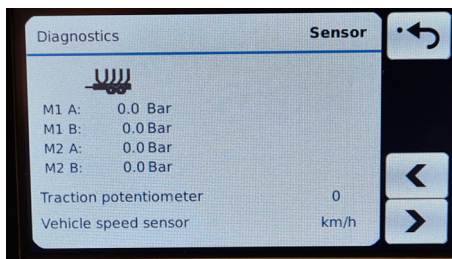 Diagnostics Sensor
M1 A: 0.0 Bar
M1 B: 0.0 Bar
M2 A: 0.0 Bar
M2 B: 0.0 Bar
Traction potentiometer 0
Vehicle speed sensor km/h